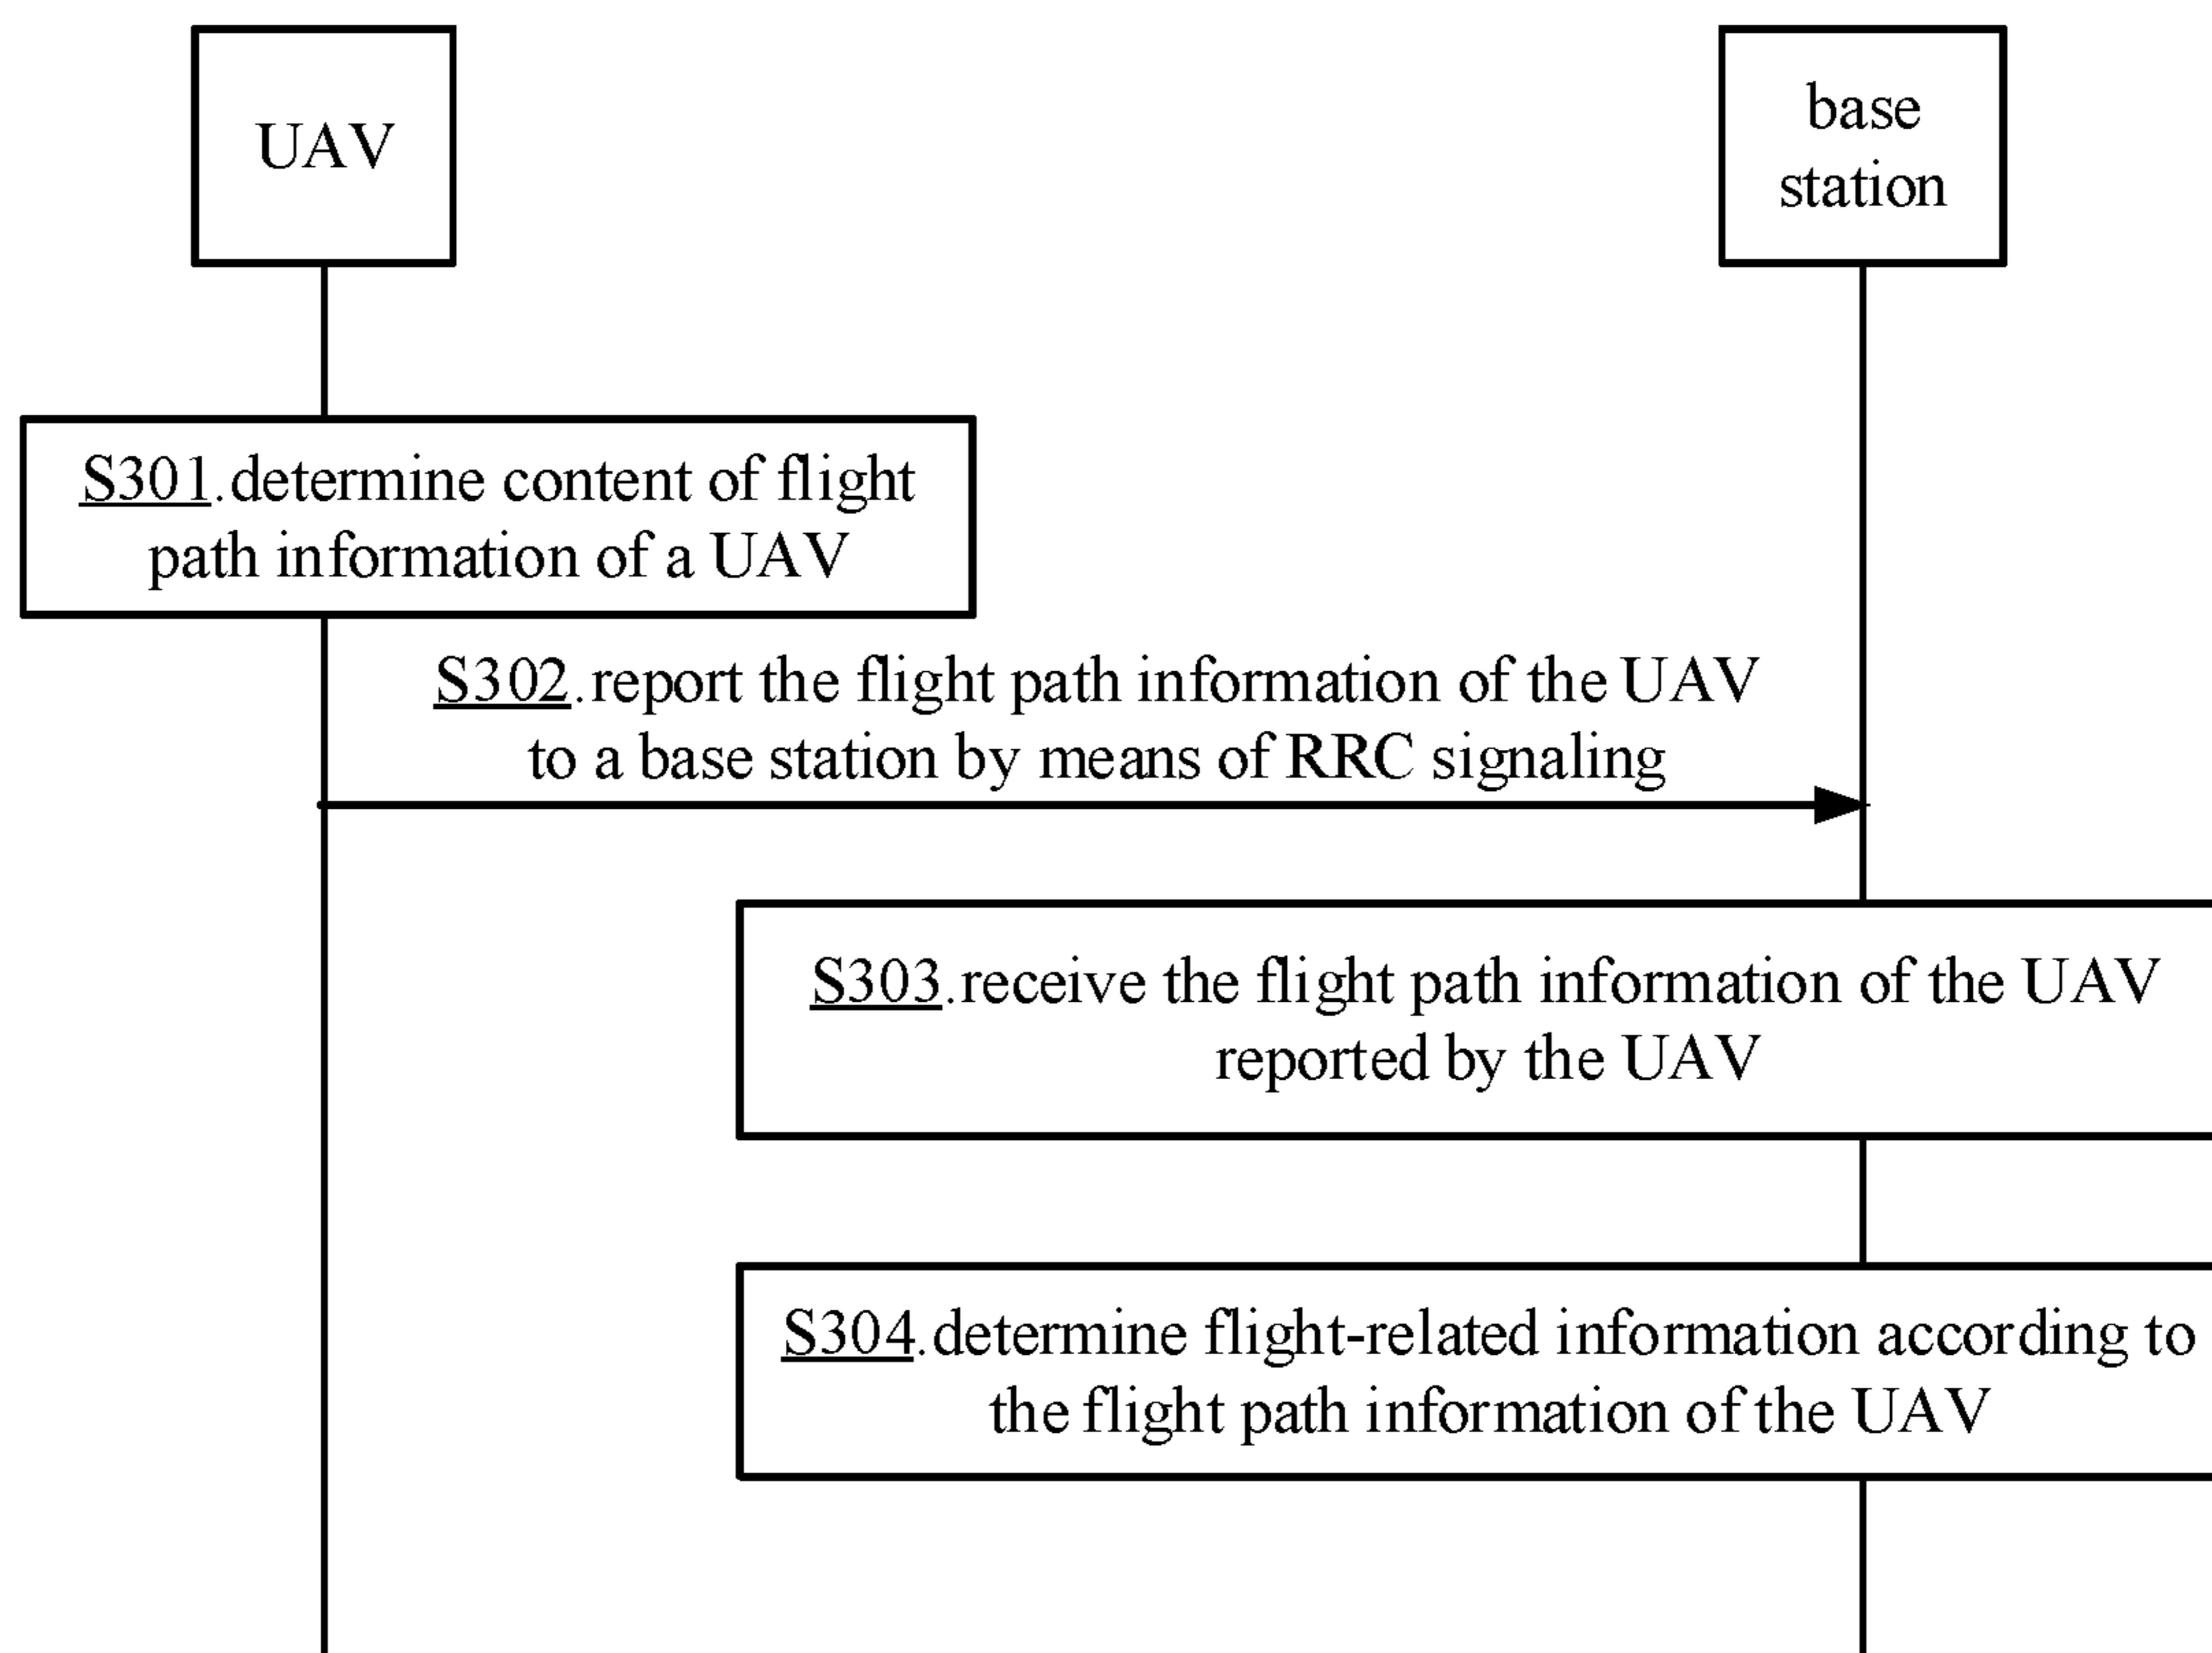 UAV
base
station
S301.determine content of flight
path information of a UAV
S302.report the flight path information of the UAV
to a base station by means of RRC signaling
S303.receive the flight path information of the UAV
reported by the UAV
S304.determine flight-related information according to
the flight path information of the UAV